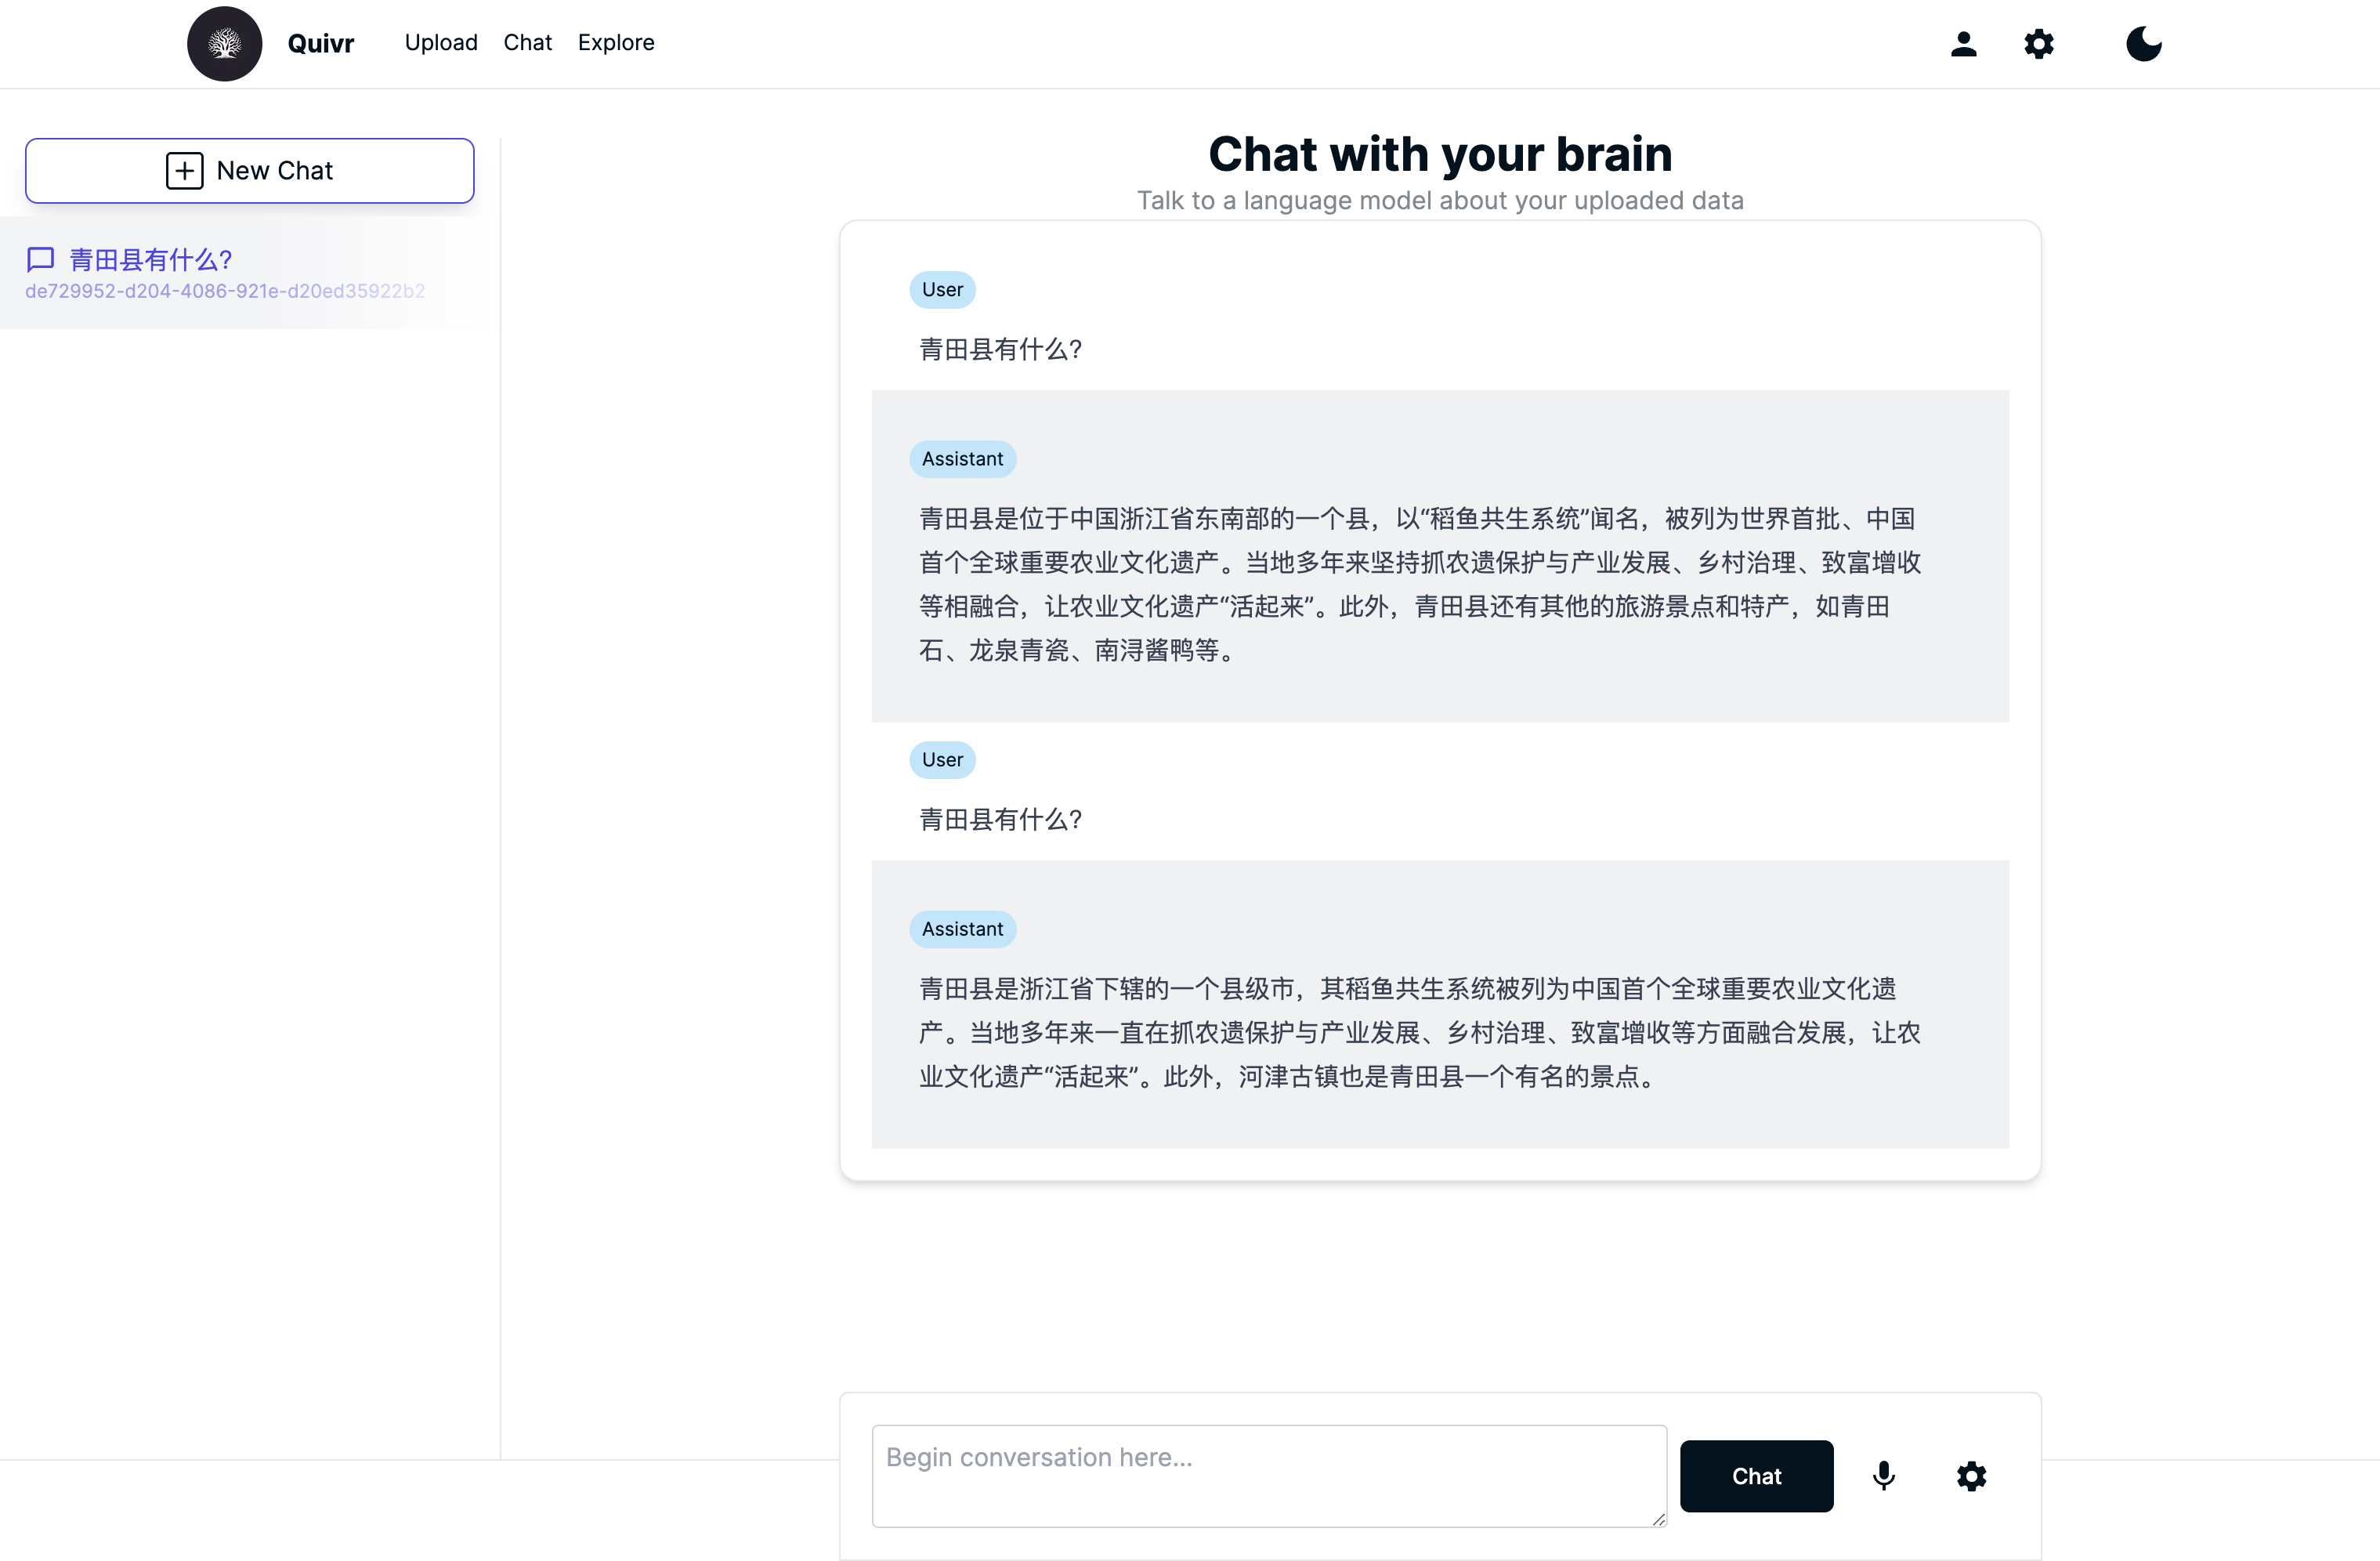 Quivr
Upload
Chat
Explore
New Chat
青田县有什么?
de729952-d204-4086-921e-d20ed35922b2
Chat with your brain
Talk to a language model about your uploaded data
User
青田县有什么?
Assistant
青田县是位于中国浙江省东南部的一个县，以“稻鱼共生系统”闻名，被列为世界首批、中国
首个全球重要农业文化遗产。当地多年来坚持抓农遗保护与产业发展、乡村治理、致富增收
等相融合，让农业文化遗产“活起来”。此外，青田县还有其他的旅游景点和特产，如青田
石、龙泉青瓷、南浔酱鸭等。
User
青田县有什么?
Assistant
青田县是浙江省下辖的一个县级市，其稻鱼共生系统被列为中国首个全球重要农业文化遗
产。当地多年来一直在抓农遗保护与产业发展、乡村治理、致富增收等方面融合发展，让农
业文化遗产“活起来”。此外，河津古镇也是青田县一个有名的景点。
Begin conversation here...
Chat